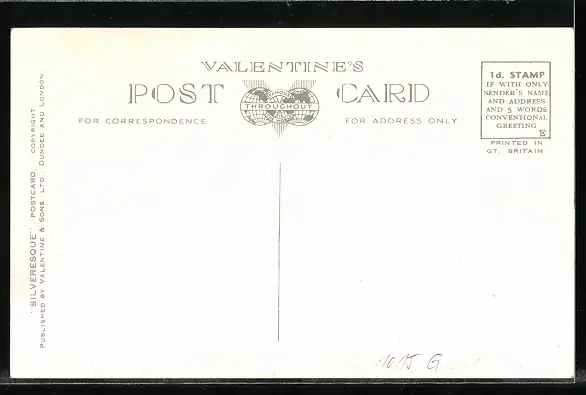 VALENTINE'S
POST CARD
THROUGHOUT
FOR CORRESPONDENCE
FOR ADDRESS ONLY
1d. STAMP
IF WITH ONLY
SENDER'S NAME
AND ADDRESS
AND 5 WORDS
CONVENTIONAL
GREETING
E
PRINTED IN
GT. BRITAIN
"SILVERESQUE" POSTCARD. COPYRIGHT
PUBLISHED BY VALENTINE & SONS LTD. DUNDEE AND LONDON